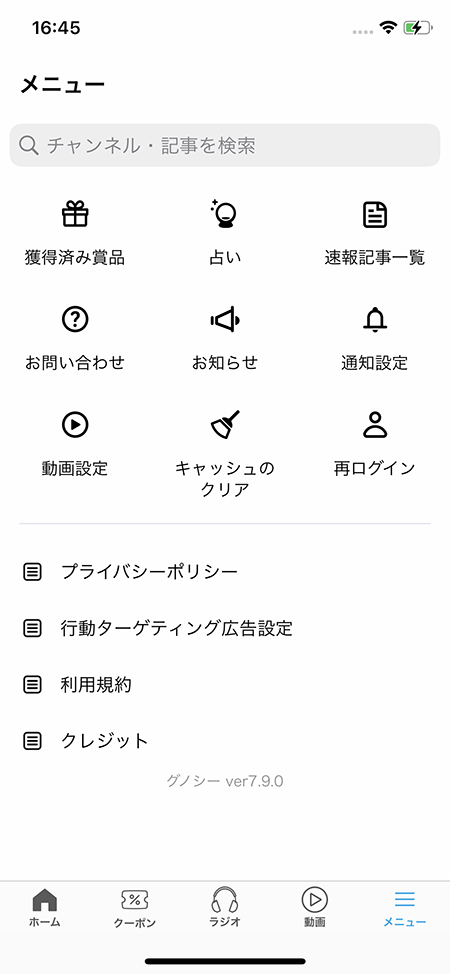 16:45
メニュー
チャンネル・記事を検索
獲得済み賞品
占い
速報記事一覧
お問い合わせ
お知らせ
通知設定
動画設定
キャッシュの
クリア
再ログイン
プライバシーポリシー
行動ターゲティング広告設定
利用規約
クレジット
グノシー ver7.9.0
ホーム
クーポン
ラジオ
動画
メニュー